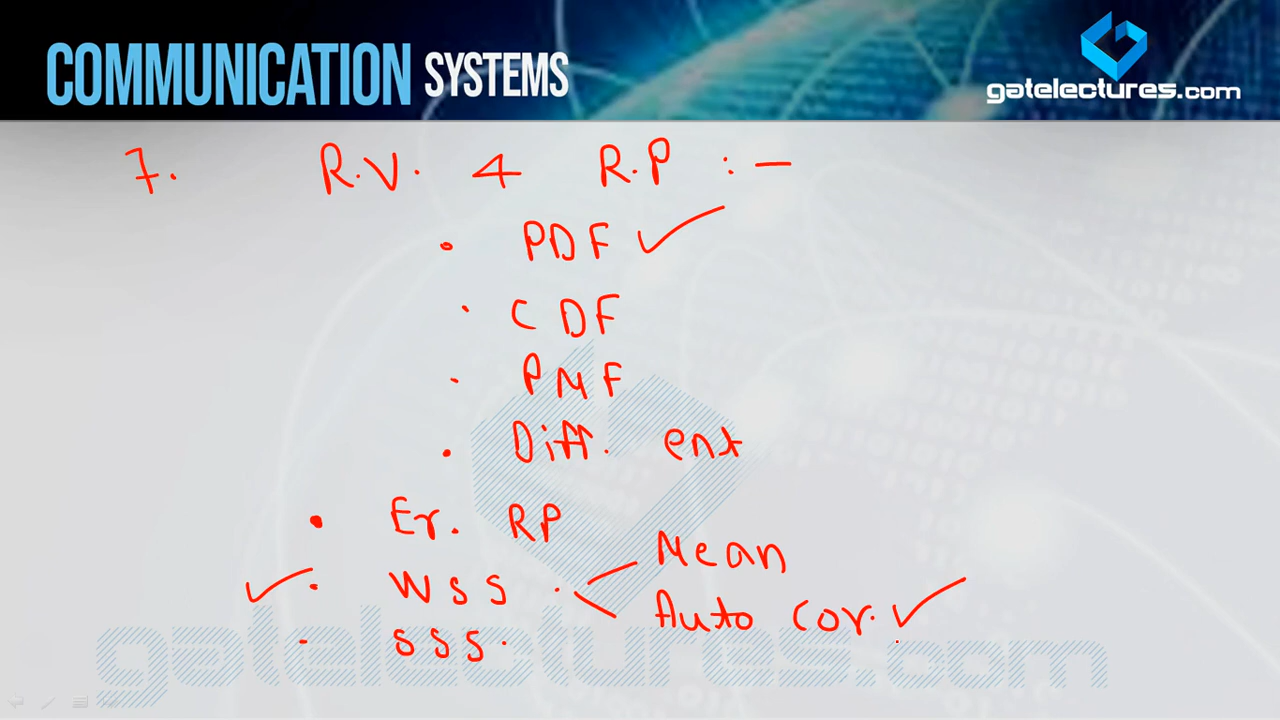 COMMUNICATION SYSTEMS
gatelectures.com
7. R.V. & R.P :-
• PDF ✓
• CDF
• PMF
• Diff. ent
• Er. RP
✓ • WSS . Mean
Auto Cor. ✓
• SSS.
gatelectures.com